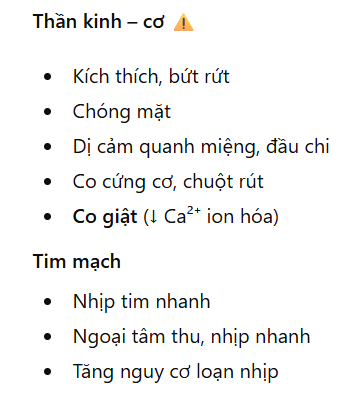 Thần kinh – cơ ⚠️
• Kích thích, bứt rứt
• Chóng mặt
• Dị cảm quanh miệng, đầu chi
• Co cứng cơ, chuột rút
• Co giật (↓ Ca²⁺ ion hóa)
Tim mạch
• Nhịp tim nhanh
• Ngoại tâm thu, nhịp nhanh
• Tăng nguy cơ loạn nhịp